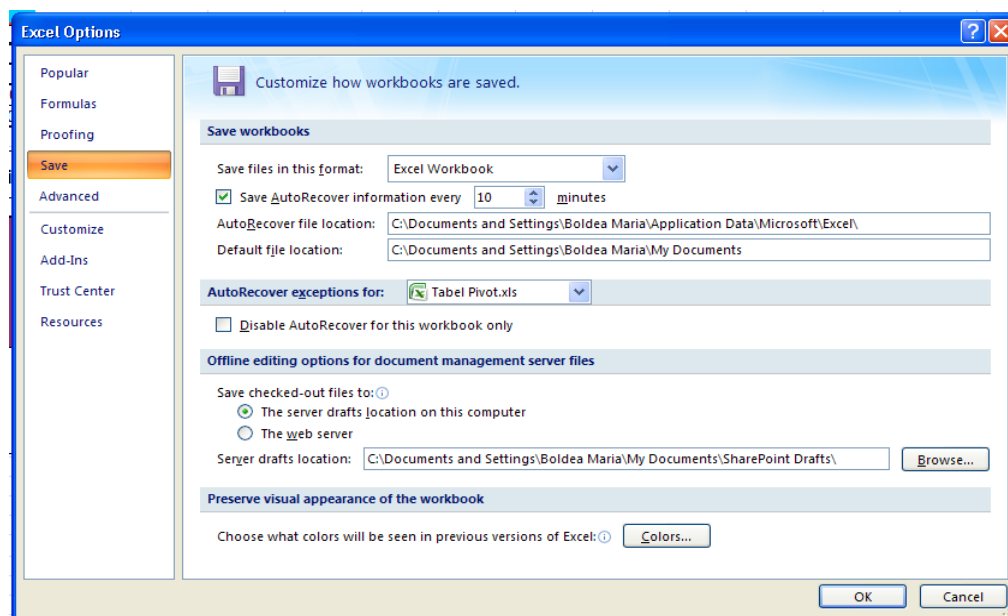 Excel Options
Popular
Formulas
Proofing
Save
Advanced
Customize
Add-Ins
Trust Center
Resources
Customize how workbooks are saved.
Save workbooks
Save files in this format: Excel Workbook
Save AutoRecover information every 10 minutes
AutoRecover file location: C:\Documents and Settings\Boldea Maria\Application Data\Microsoft\Excel\
Default file location: C:\Documents and Settings\Boldea Maria\My Documents
AutoRecover exceptions for: Tabel Pivot.xls
Disable AutoRecover for this workbook only
Offline editing options for document management server files
Save checked-out files to:
The server drafts location on this computer
The web server
Server drafts location: C:\Documents and Settings\Boldea Maria\My Documents\SharePoint Drafts\ Browse...
Preserve visual appearance of the workbook
Choose what colors will be seen in previous versions of Excel: Colors...
OK Cancel